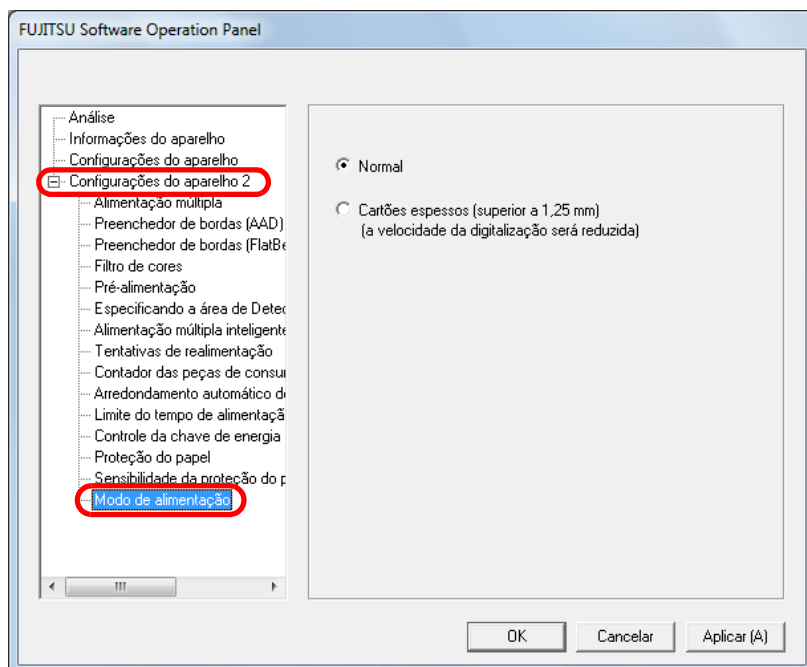 FUJITSU Software Operation Panel
Análise
Informações do aparelho
Configurações do aparelho
Configurações do aparelho 2
Alimentação múltipla
Preenchedor de bordas (AAD)
Preenchedor de bordas (FlatBe
Filtro de cores
Pré-alimentação
Especificando a área de Detec
Alimentação múltipla inteligente
Tentativas de realimentação
Contador das peças de consu
Arredondamento automático de
Limite do tempo de alimentaçã
Controle da chave de energia
Proteção do papel
Sensibilidade da proteção do p
Modo de alimentação
Normal
Cartões espessos (superior a 1,25 mm)
(a velocidade da digitalização será reduzida)
OK Cancelar Aplicar (A)